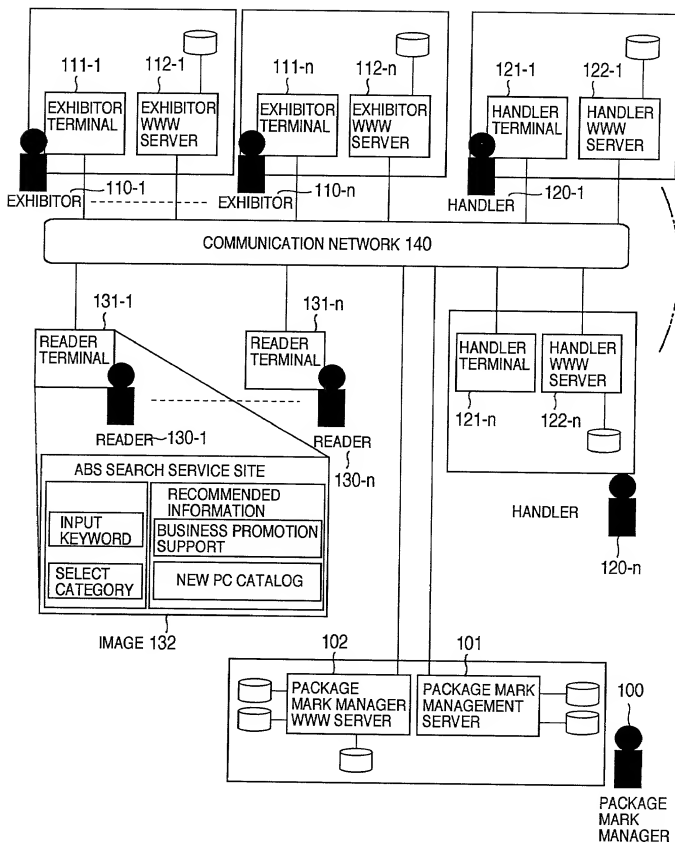 111-1
112-1
111-n
112-n
121-1
122-1
EXHIBITOR
TERMINAL
EXHIBITOR
WWW
SERVER
EXHIBITOR
TERMINAL
EXHIBITOR
WWW
SERVER
HANDLER
TERMINAL
HANDLER
WWW
SERVER
EXHIBITOR
110-1
EXHIBITOR
110-n
HANDLER
120-1
COMMUNICATION NETWORK 140
131-1
131-n
READER
TERMINAL
READER
TERMINAL
HANDLER
TERMINAL
HANDLER
WWW
SERVER
121-n
122-n
READER
130-1
READER
130-n
ABS SEARCH SERVICE SITE
INPUT
KEYWORD
SELECT
CATEGORY
RECOMMENDED
INFORMATION
BUSINESS PROMOTION
SUPPORT
NEW PC CATALOG
HANDLER
120-n
IMAGE 132
102
101
PACKAGE
MARK MANAGER
WWW SERVER
PACKAGE MARK
MANAGEMENT
SERVER
100
PACKAGE
MARK
MANAGER